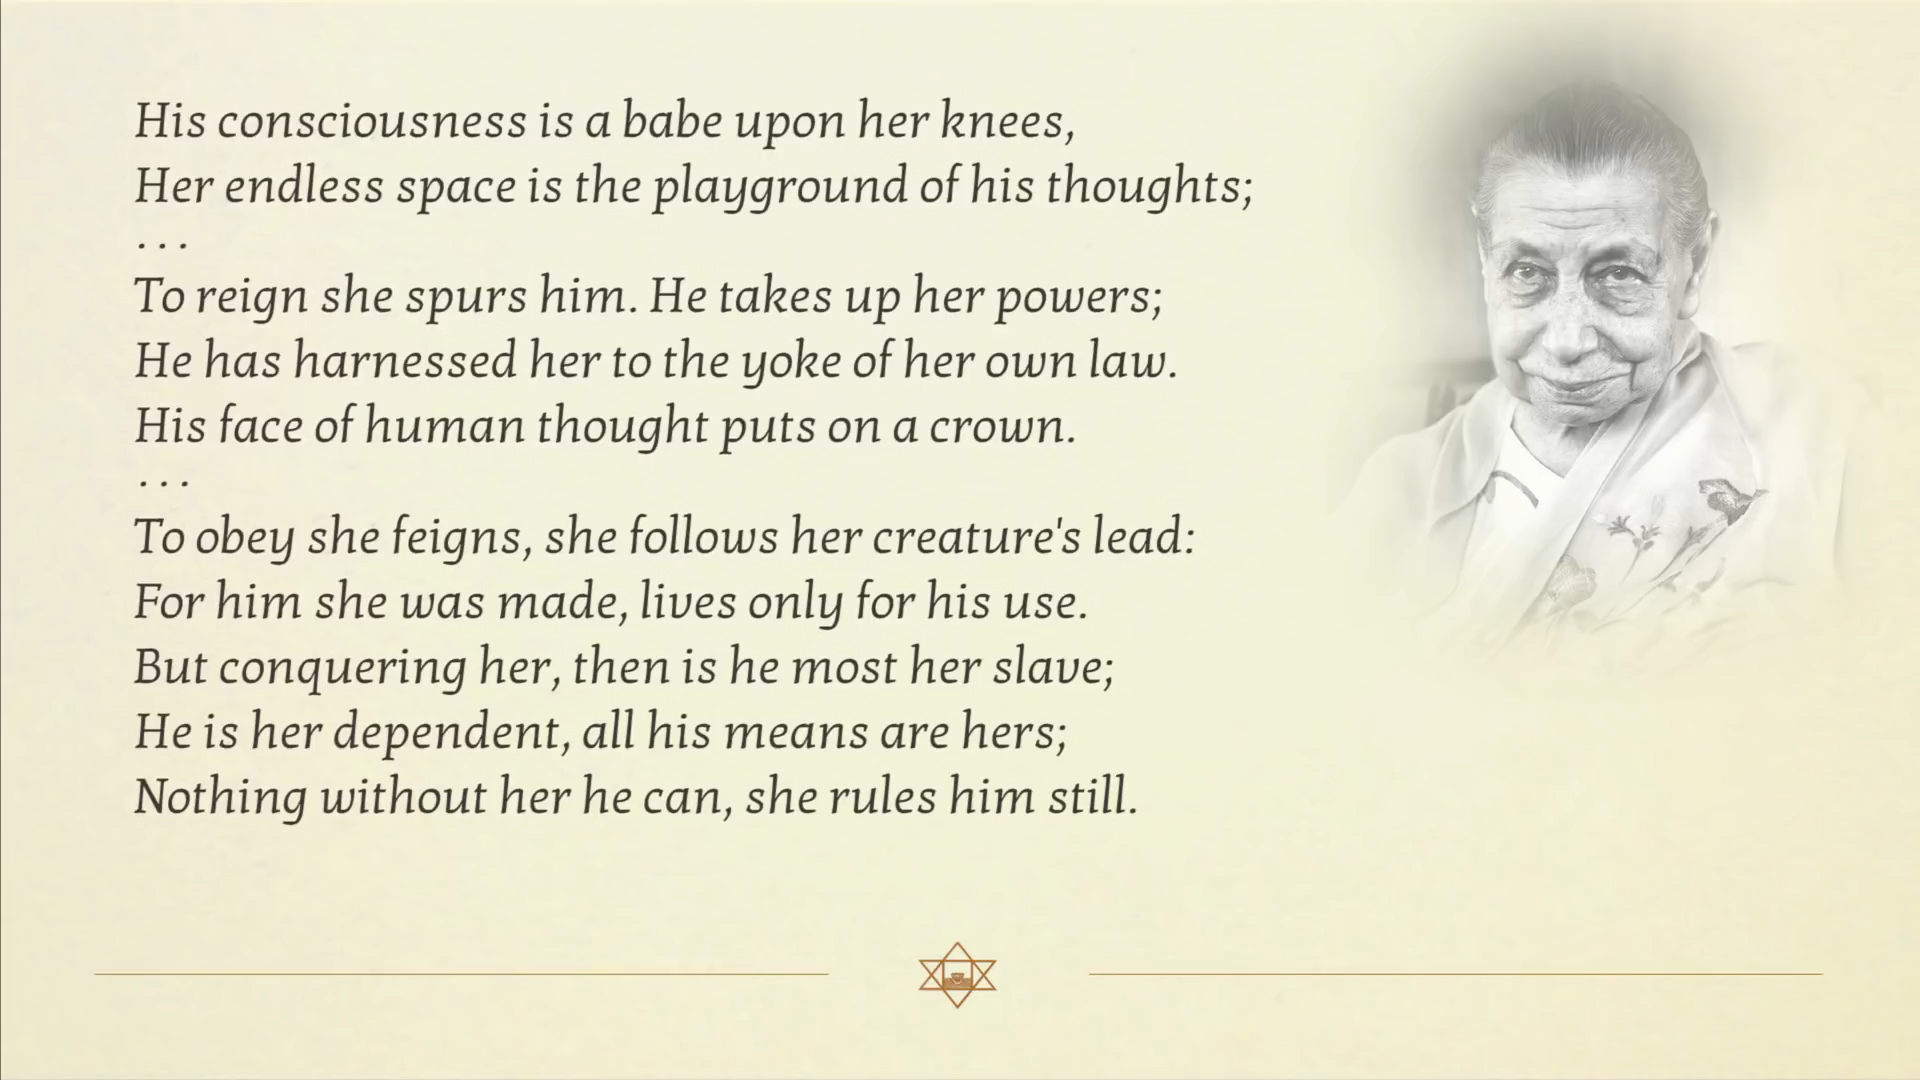 His consciousness is a babe upon her knees,
Her endless space is the playground of his thoughts;
. . .
To reign she spurs him. He takes up her powers;
He has harnessed her to the yoke of her own law.
His face of human thought puts on a crown.
. . .
To obey she feigns, she follows her creature's lead:
For him she was made, lives only for his use.
But conquering her, then is he most her slave;
He is her dependent, all his means are hers;
Nothing without her he can, she rules him still.